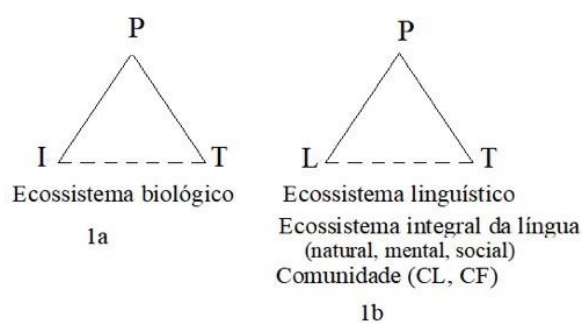 P
I T
Ecossistema biológico
1a
P
L T
Ecossistema linguístico
Ecossistema integral da língua
(natural, mental, social)
Comunidade (CL, CF)
1b